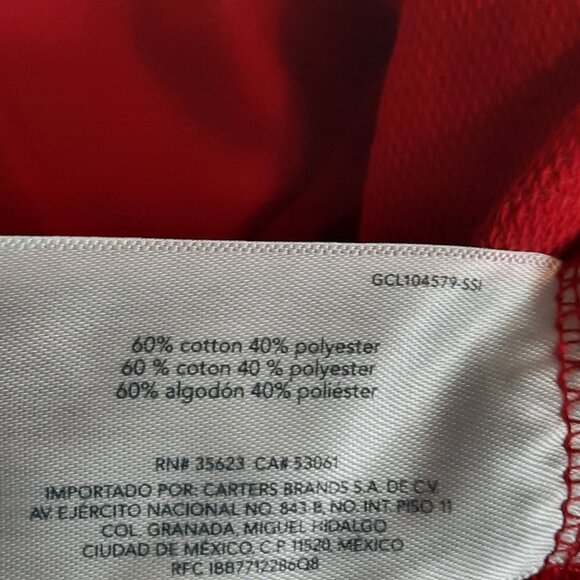 GCL104579-SSI
60% cotton 40% polyester
60 % coton 40 % polyester
60% algodón 40% poliéster
RN# 35623 CA# 53061
IMPORTADO POR: CARTERS BRANDS S.A. DE C.V
AV. EJÉRCITO NACIONAL NO. 843 B, NO. INT. PISO 11
COL. GRANADA, MIGUEL HIDALGO
CIUDAD DE MÉXICO, C.P. 11520, MÉXICO
RFC IBB7712286Q8